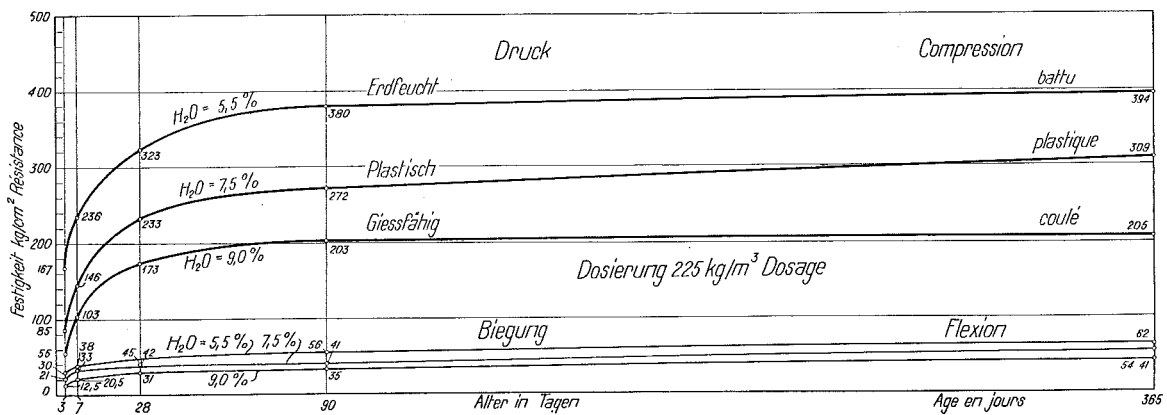 500
Druck Compression
400 Erdfeucht battu
H₂O = 5,5 % 380 394
323
300 Plastisch plastique 309
H₂O = 7,5 % 272
236 233
Giessfähig coulé 205
200 203
H₂O = 9,0 %
167 146 173
Dosierung 225 kg/m³ Dosage
103
100
85
Biegung Flexion
56 38 33 45 42 H₂O = 5,5 %, 7,5 % 56 41 62
30
21
12,5 20,5 31 9,0 % 35 54 41
0
3 7 28 90 Alter in Tagen Age en jours 365
Festigkeit kg/cm² Résistance